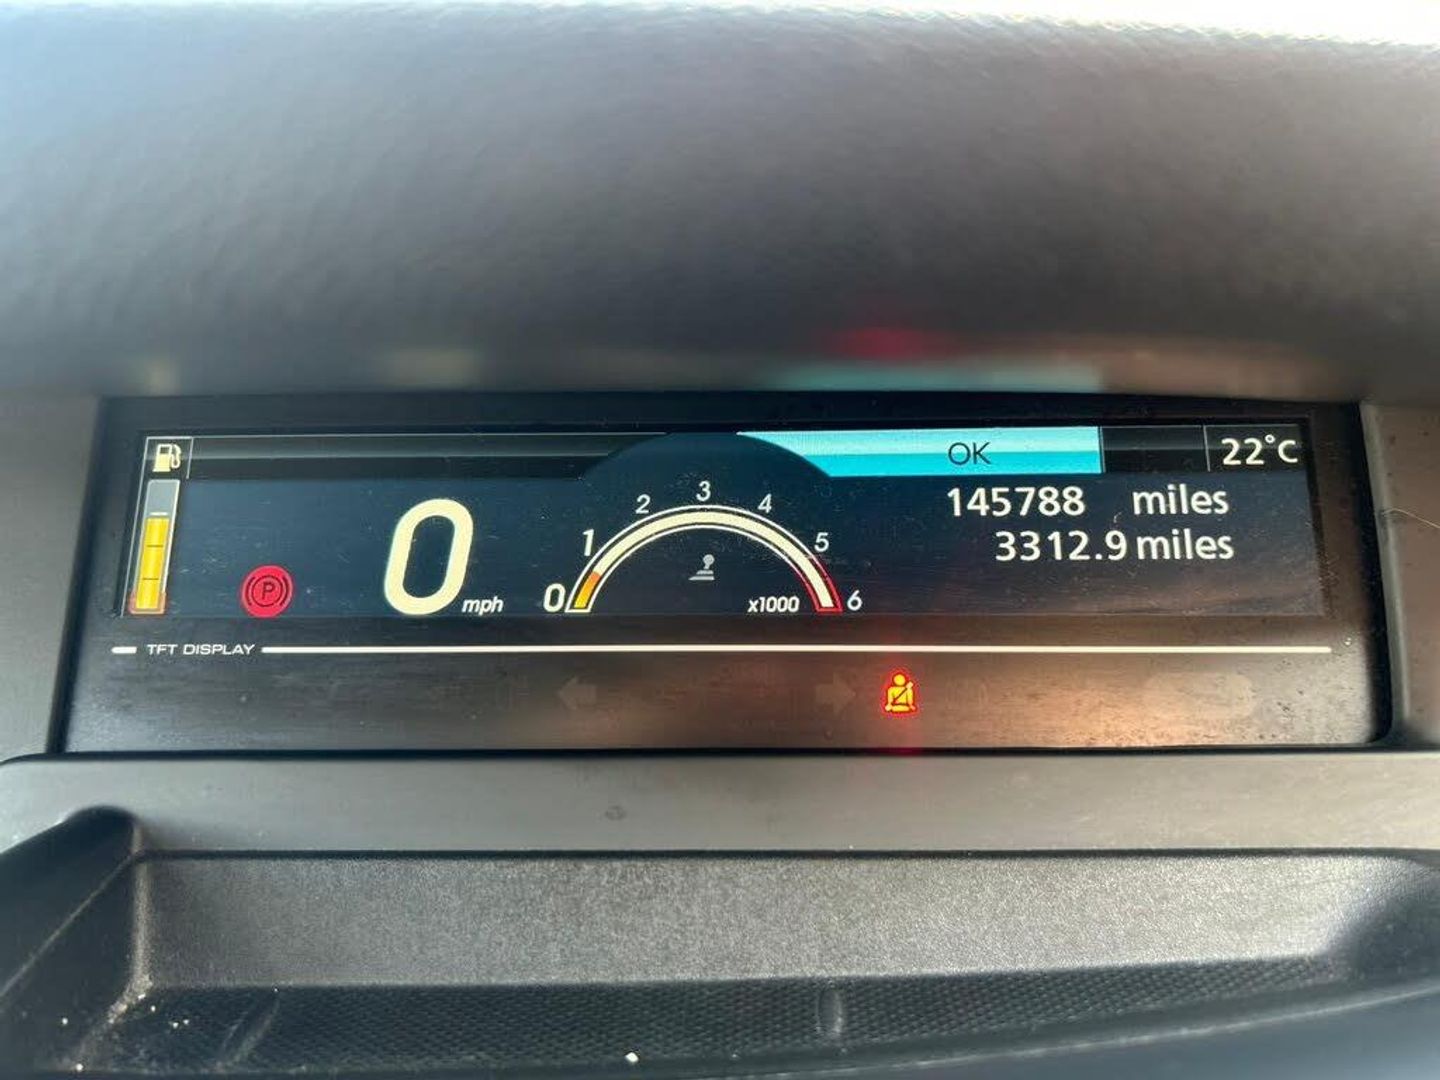 OK 22°C
145788 miles
3312.9 miles
0 mph
0 1 2 3 4 5 6
x1000
P
TFT DISPLAY